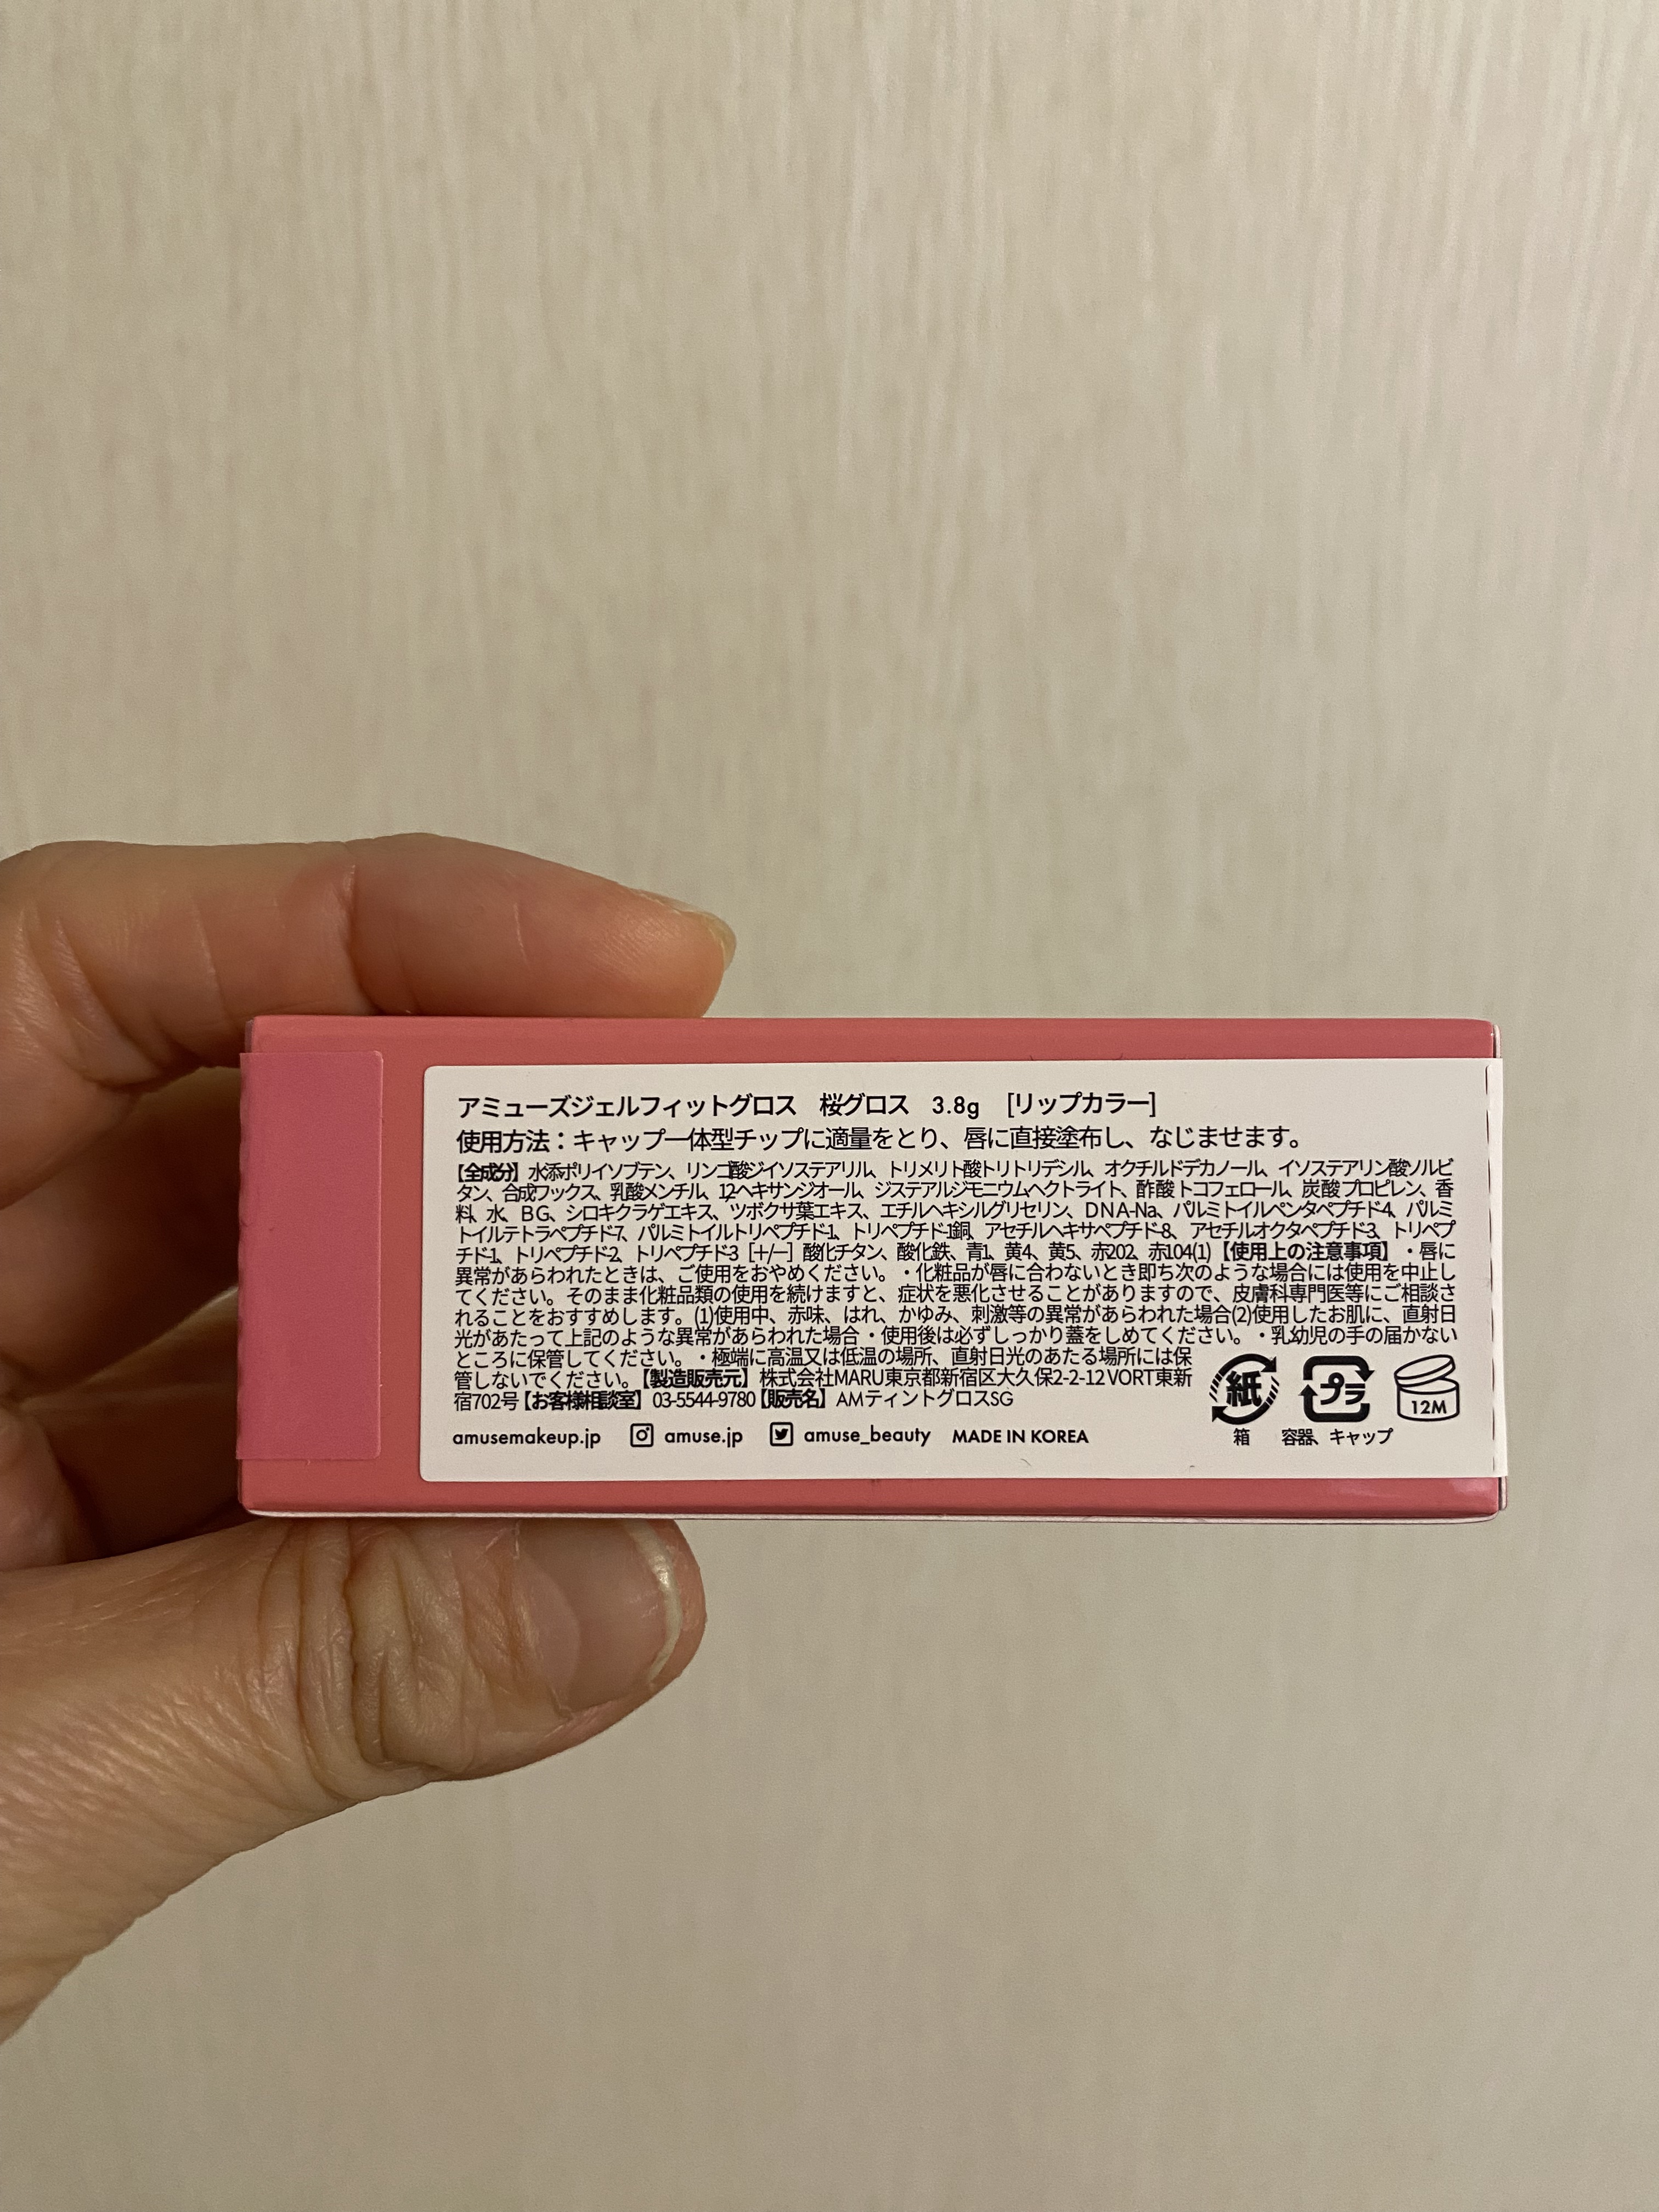 アミューズジェルフィットグロス　桜グロス　3.8g　[リップカラー]
使用方法：キャップ一体型チップに適量をとり、唇に直接塗布し、なじませます。
【全成分】水添ポリイソブテン、リンゴ酸ジイソステアリル、トリメリト酸トリトリデシル、オクチルドデカノール、イソステアリン酸ソルビ
タン、合成ワックス、乳酸メンチル、1,2-ヘキサンジオール、ジステアルジモニウムヘクトライト、酢酸トコフェロール、炭酸プロピレン、香
料、水、BG、シロキクラゲエキス、ツボクサ葉エキス、エチルヘキシルグリセリン、DNA-Na、パルミトイルペンタペプチド-4、パルミ
トイルテトラペプチド-7、パルミトイルトリペプチド-1、トリペプチド-1銅、アセチルヘキサペプチド-8、アセチルオクタペプチド-3、トリペプ
チド-1、トリペプチド-2、トリペプチド-3［+/−］酸化チタン、酸化鉄、青1、黄4、黄5、赤202、赤104(1)【使用上の注意事項】・唇に
異常があらわれたときは、ご使用をおやめください。・化粧品が唇に合わないとき即ち次のような場合には使用を中止し
てください。そのまま化粧品類の使用を続けますと、症状を悪化させることがありますので、皮膚科専門医等にご相談さ
れることをおすすめします。(1)使用中、赤味、はれ、かゆみ、刺激等の異常があらわれた場合(2)使用したお肌に、直射日
光があたって上記のような異常があらわれた場合・使用後は必ずしっかり蓋をしめてください。・乳幼児の手の届かない
ところに保管してください。・極端に高温又は低温の場所、直射日光のあたる場所には保
管しないでください。【製造販売元】株式会社MARU東京都新宿区大久保2-2-12 VORT東新
宿702号【お客様相談室】03-5544-9780【販売名】AMティントグロスSG
amusemakeup.jp amuse.jp amuse_beauty MADE IN KOREA
紙 プラ 12M
箱 容器、キャップ